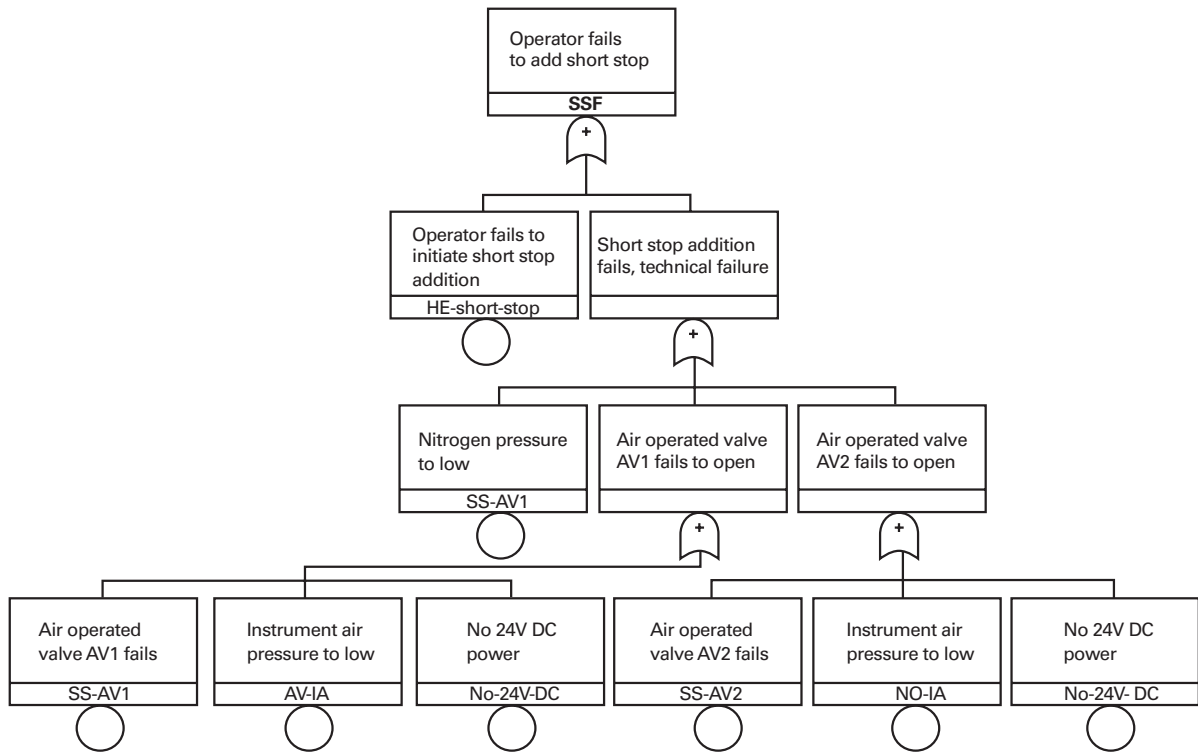 Operator fails
to add short stop
SSF
+
Operator fails to
initiate short stop
addition
HE-short-stop
Short stop addition
fails, technical failure
+
Nitrogen pressure
to low
SS-AV1
Air operated valve
AV1 fails to open
+
Air operated valve
AV2 fails to open
+
Air operated
valve AV1 fails
SS-AV1
Instrument air
pressure to low
AV-IA
No 24V DC
power
No-24V-DC
Air operated
valve AV2 fails
SS-AV2
Instrument air
pressure to low
NO-IA
No 24V DC
power
No-24V- DC